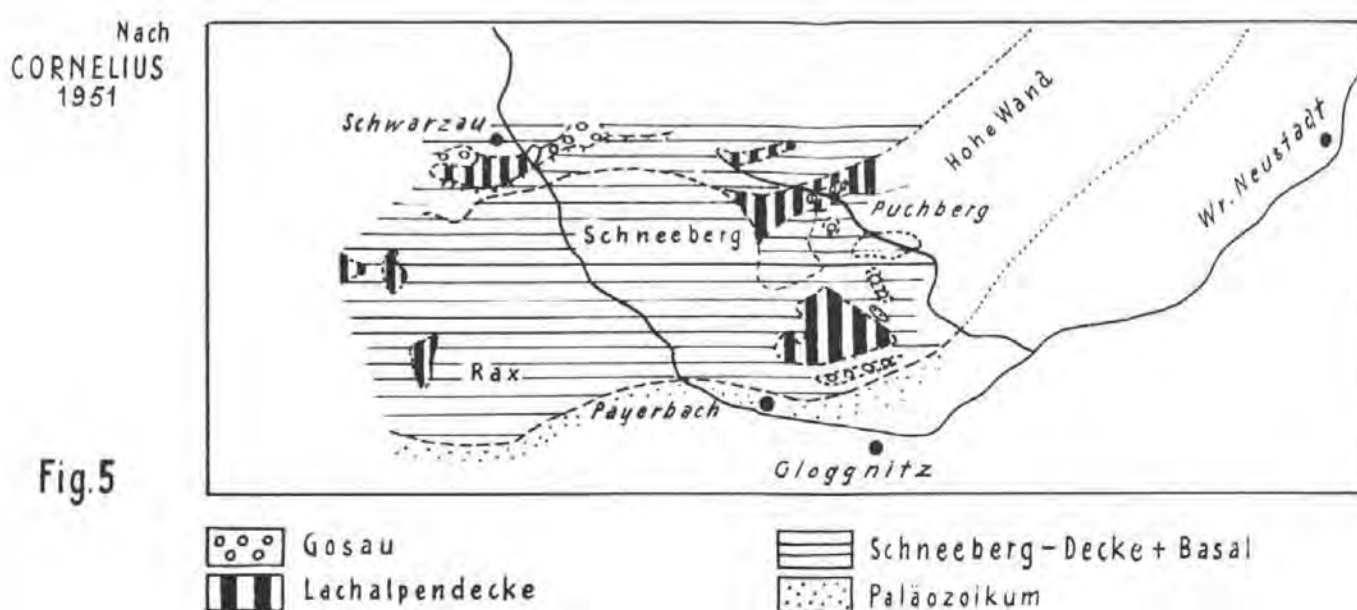 Nach
CORNELIUS
1951
Schwarzau
Hohe Wand
Wr. Neustadt
Puchberg
Schneeberg
Rax
Payerbach
Gloggnitz
Fig.5
Gosau
Schneeberg-Decke + Basal
Lachalpendecke
Paläozoikum